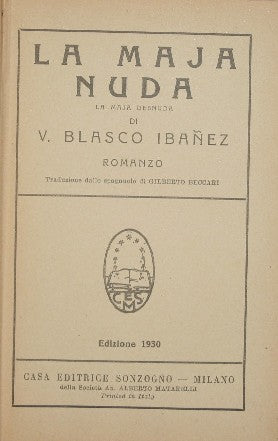 LA MAJA
NUDA
LA MAJA DESNUDA
DI
V. BLASCO IBAÑEZ
ROMANZO
Traduzione dallo spagnuolo di GILBERTO BECCARI
CES
MS
Edizione 1930
CASA EDITRICE SONZOGNO — MILANO
della Società An. ALBERTO MATARELLI
Printed in Italy